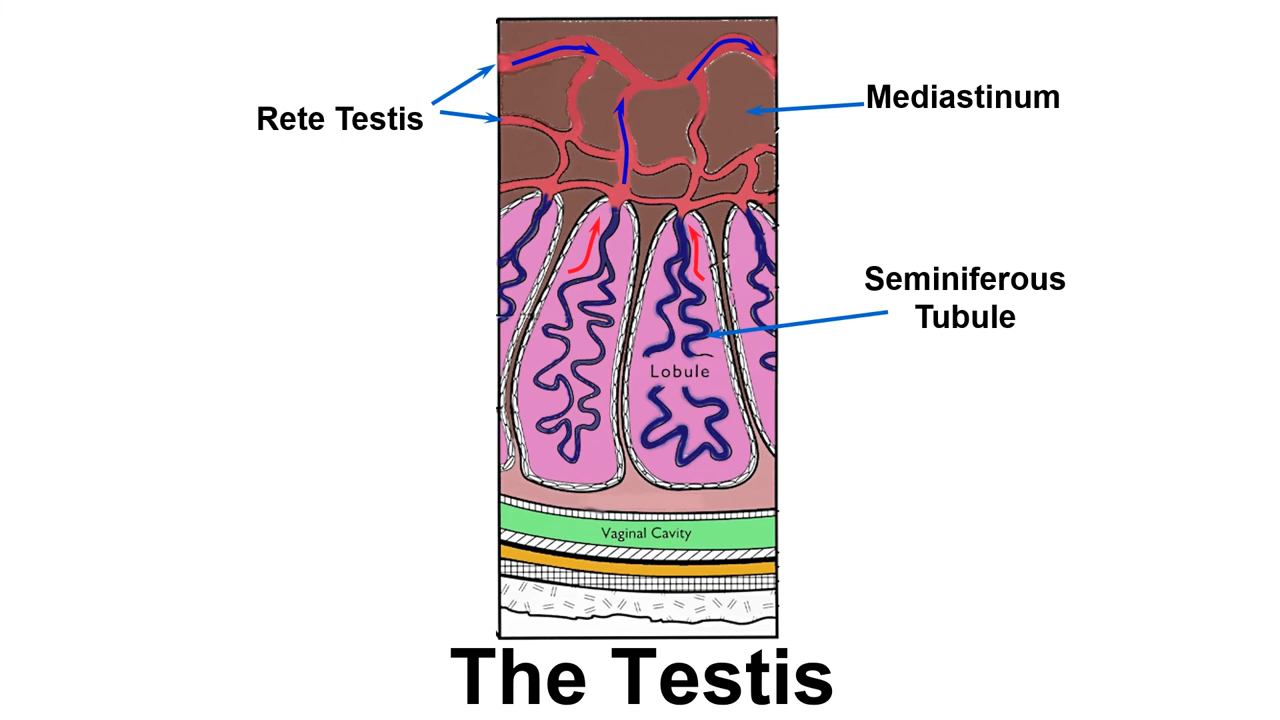 Rete Testis
Mediastinum
Seminiferous
Tubule
Lobule
Vaginal Cavity
The Testis